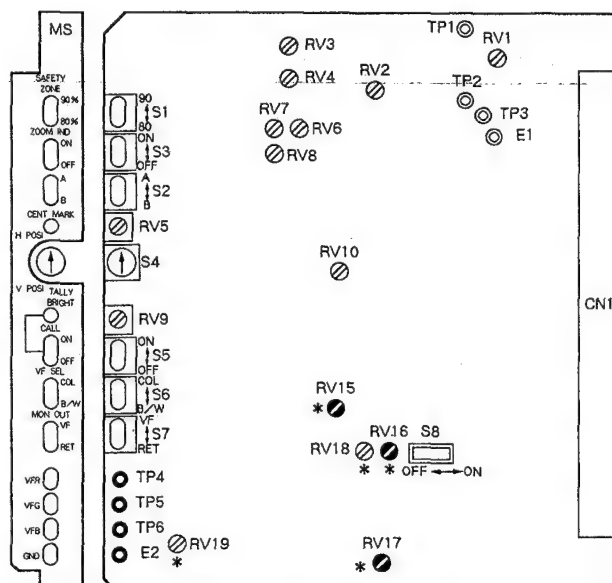 MS
SAFETY
ZONE
90%
80%
ZOOM IND
ON
OFF
A
B
CENT MARK
H POSI
V POSI
TALLY
BRIGHT
CALL
ON
OFF
VF SEL
COL
B/W
MON OUT
VF
RET
VFR
VFG
VFB
GND
90
80
S1
ON
OFF
S3
A
B
S2
RV5
S4
RV9
ON
OFF
S5
COL
B/W
S6
VF
RET
S7
TP4
TP5
TP6
E2
RV3
RV4
RV7
RV6
RV8
RV2
TP1
RV1
TP2
TP3
E1
RV10
CN1
RV15
*
RV18
*
RV16
*
S8
OFF ↔ ON
RV19
*
RV17
*